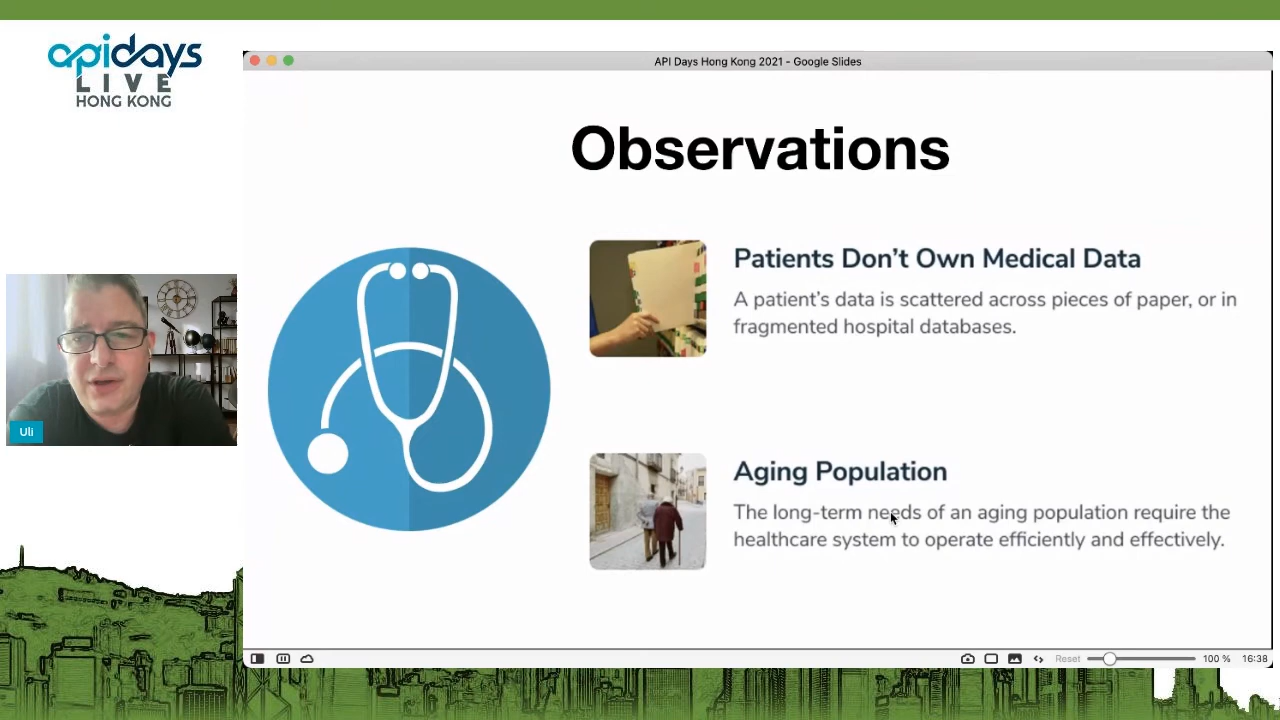 apidays
LIVE
HONG KONG
API Days Hong Kong 2021 - Google Slides
Observations
Patients Don't Own Medical Data
A patient's data is scattered across pieces of paper, or in
fragmented hospital databases.
Uli
Aging Population
The long-term needs of an aging population require the
healthcare system to operate efficiently and effectively.
Reset
100 %
16:38